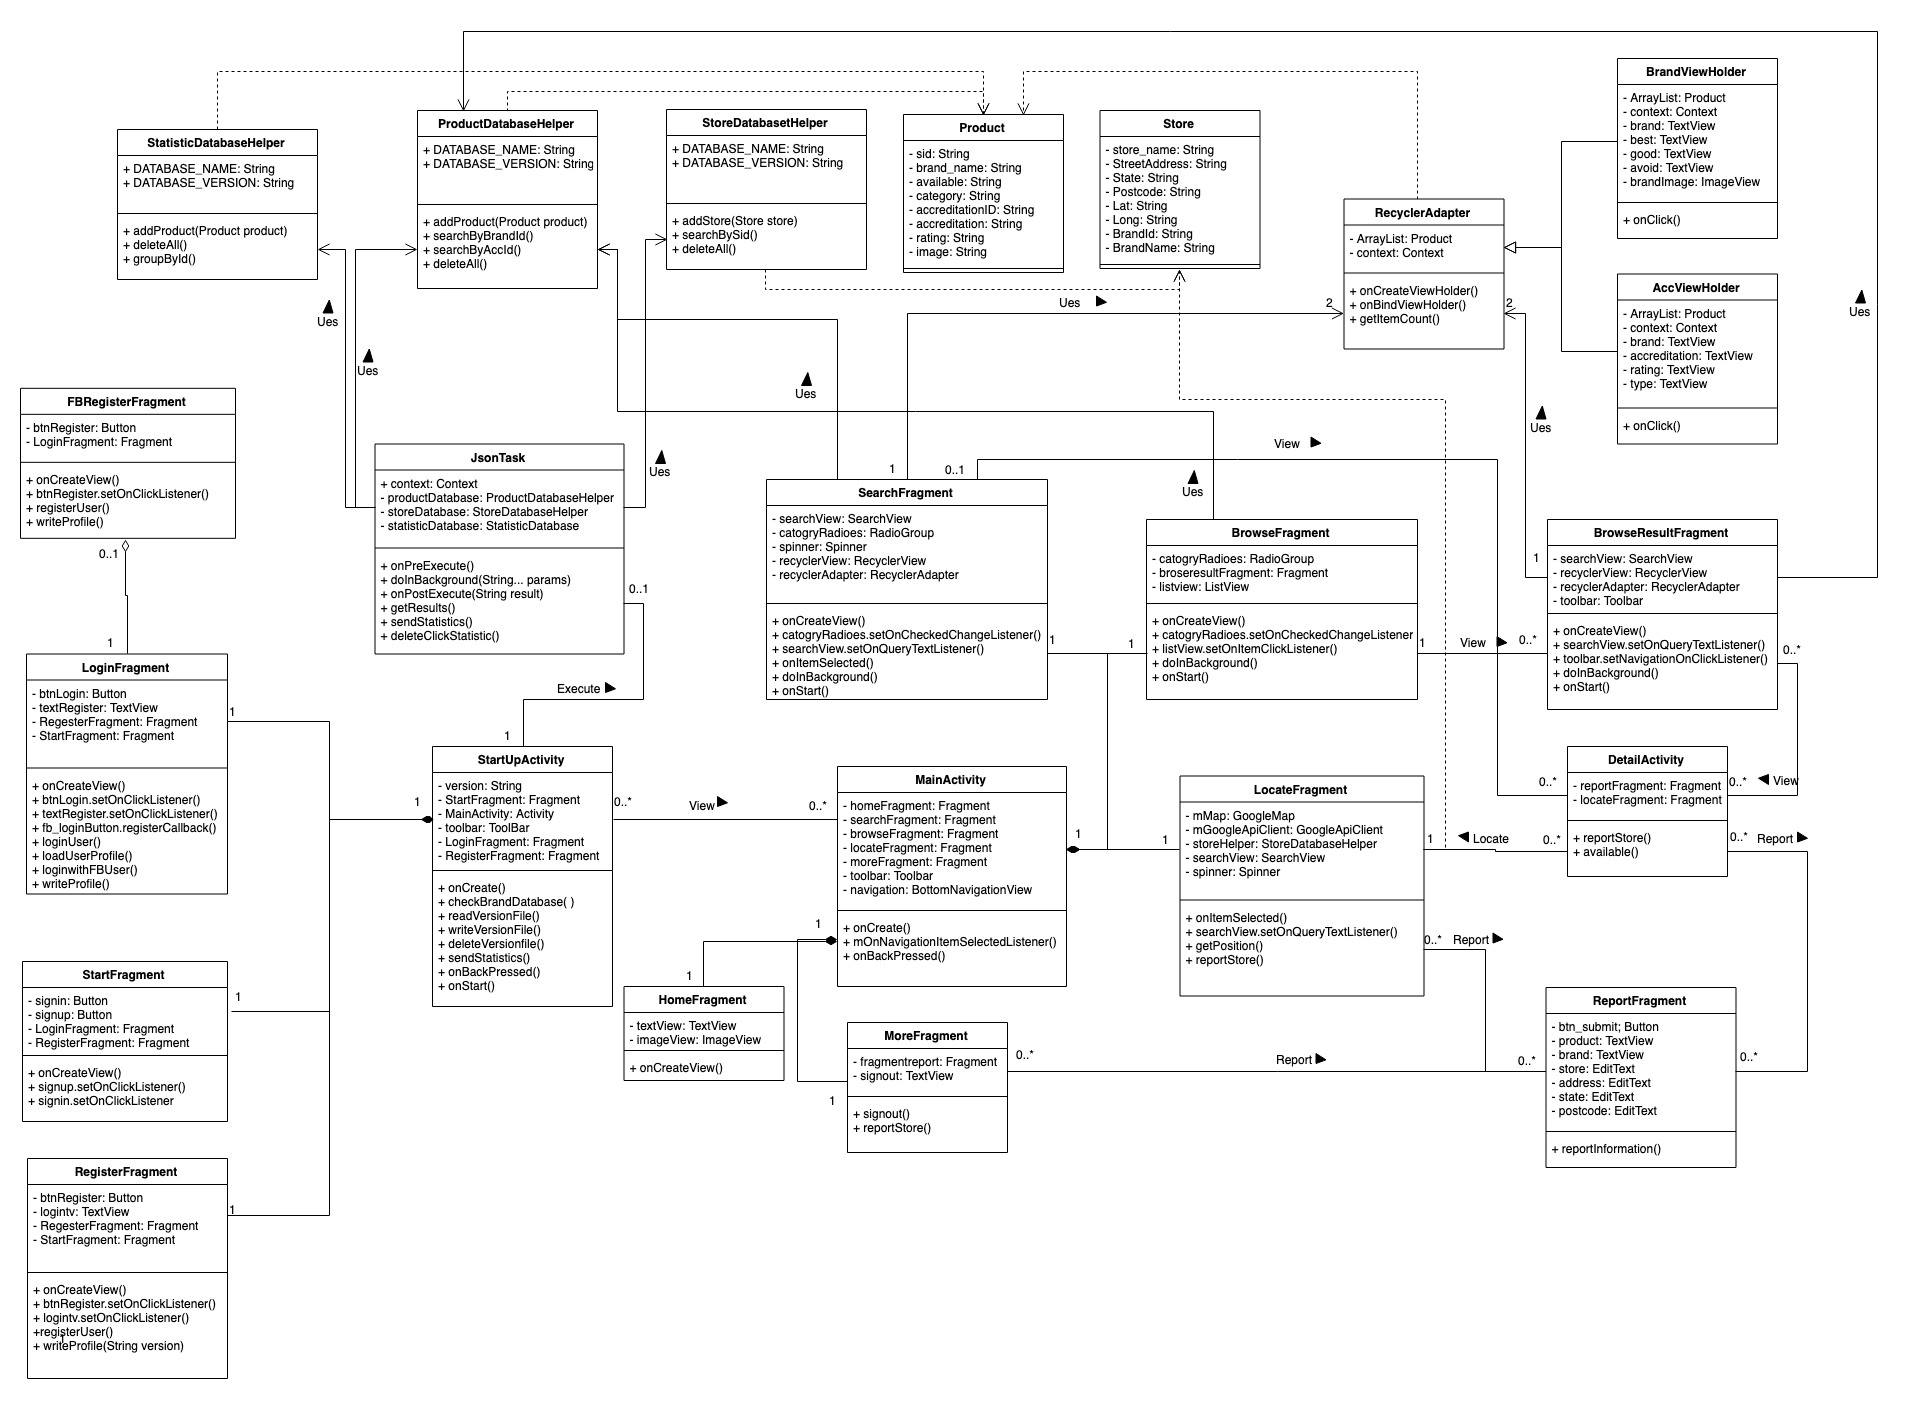 StatisticDatabaseHelper
+ DATABASE_NAME: String
+ DATABASE_VERSION: String
+ addProduct(Product product)
+ deleteAll()
+ groupById()
ProductDatabaseHelper
+ DATABASE_NAME: String
+ DATABASE_VERSION: String
+ addProduct(Product product)
+ searchByBrandId()
+ searchByAccId()
+ deleteAll()
StoreDatabasetHelper
+ DATABASE_NAME: String
+ DATABASE_VERSION: String
+ addStore(Store store)
+ searchBySid()
+ deleteAll()
Product
- sid: String
- brand_name: String
- available: String
- category: String
- accreditationID: String
- accreditation: String
- rating: String
- image: String
Store
- store_name: String
- StreetAddress: String
- State: String
- Postcode: String
- Lat: String
- Long: String
- BrandId: String
- BrandName: String
RecyclerAdapter
- ArrayList: Product
- context: Context
+ onCreateViewHolder()
+ onBindViewHolder()
+ getItemCount()
BrandViewHolder
- ArrayList: Product
- context: Context
- brand: TextView
- best: TextView
- good: TextView
- avoid: TextView
- brandImage: ImageView
+ onClick()
AccViewHolder
- ArrayList: Product
- context: Context
- brand: TextView
- accreditation: TextView
- rating: TextView
- type: TextView
+ onClick()
Ues
Ues
Ues
Ues
Ues
2
2
Ues
Ues
Ues
FBRegisterFragment
- btnRegister: Button
- LoginFragment: Fragment
+ onCreateView()
+ btnRegister.setOnClickListener()
+ registerUser()
+ writeProfile()
0..1
1
JsonTask
+ context: Context
- productDatabase: ProductDatabaseHelper
- storeDatabase: StoreDatabaseHelper
- statisticDatabase: StatisticDatabase
+ onPreExecute()
+ doInBackground(String... params)
+ onPostExecute(String result)
+ getResults()
+ sendStatistics()
+ deleteClickStatistic()
0..1
Execute
1
1
0..1
View
SearchFragment
- searchView: SearchView
- catogryRadioes: RadioGroup
- spinner: Spinner
- recyclerView: RecyclerView
- recyclerAdapter: RecyclerAdapter
+ onCreateView()
+ catogryRadioes.setOnCheckedChangeListener()
+ searchView.setOnQueryTextListener()
+ onItemSelected()
+ doInBackground()
+ onStart()
1
1
BrowseFragment
- catogryRadioes: RadioGroup
- broseresultFragment: Fragment
- listview: ListView
+ onCreateView()
+ catogryRadioes.setOnCheckedChangeListener
+ listView.setOnItemClickListener()
+ doInBackground()
+ onStart()
1
View
0..*
1
BrowseResultFragment
- searchView: SearchView
- recyclerView: RecyclerView
- recyclerAdapter: RecyclerAdapter
- toolbar: Toolbar
+ onCreateView()
+ searchView.setOnQueryTextListener()
+ toolbar.setNavigationOnClickListener()
+ doInBackground()
+ onStart()
0..*
LoginFragment
- btnLogin: Button
- textRegister: TextView
- RegesterFragment: Fragment
- StartFragment: Fragment
+ onCreateView()
+ btnLogin.setOnClickListener()
+ textRegister.setOnClickListener()
+ fb_loginButton.registerCallback()
+ loginUser()
+ loadUserProfile()
+ loginwithFBUser()
+ writeProfile()
1
1
StartUpActivity
- version: String
- StartFragment: Fragment
- MainActivity: Activity
- toolbar: ToolBar
- LoginFragment: Fragment
- RegisterFragment: Fragment
+ onCreate()
+ checkBrandDatabase( )
+ readVersionFile()
+ writeVersionFile()
+ deleteVersionfile()
+ sendStatistics()
+ onBackPressed()
+ onStart()
0..*
View
0..*
MainActivity
- homeFragment: Fragment
- searchFragment: Fragment
- browseFragment: Fragment
- locateFragment: Fragment
- moreFragment: Fragment
- toolbar: Toolbar
- navigation: BottomNavigationView
+ onCreate()
+ mOnNavigationItemSelectedListener()
+ onBackPressed()
1
1
1
LocateFragment
- mMap: GoogleMap
- mGoogleApiClient: GoogleApiClient
- storeHelper: StoreDatabaseHelper
- searchView: SearchView
- spinner: Spinner
+ onItemSelected()
+ searchView.setOnQueryTextListener()
+ getPosition()
+ reportStore()
1
Locate
0..*
0..*
Report
DetailActivity
- reportFragment: Fragment
- locateFragment: Fragment
+ reportStore()
+ available()
0..*
0..*
View
0..*
Report
StartFragment
- signin: Button
- signup: Button
- LoginFragment: Fragment
- RegisterFragment: Fragment
+ onCreateView()
+ signup.setOnClickListener()
+ signin.setOnClickListener
1
1
HomeFragment
- textView: TextView
- imageView: ImageView
+ onCreateView()
MoreFragment
- fragmentreport: Fragment
- signout: TextView
+ signout()
+ reportStore()
1
0..*
Report
0..*
ReportFragment
- btn_submit; Button
- product: TextView
- brand: TextView
- store: EditText
- address: EditText
- state: EditText
- postcode: EditText
+ reportInformation()
0..*
RegisterFragment
- btnRegister: Button
- logintv: TextView
- RegesterFragment: Fragment
- StartFragment: Fragment
+ onCreateView()
+ btnRegister.setOnClickListener()
+ logintv.setOnClickListener()
+registerUser()
1
+ writeProfile(String version)
1